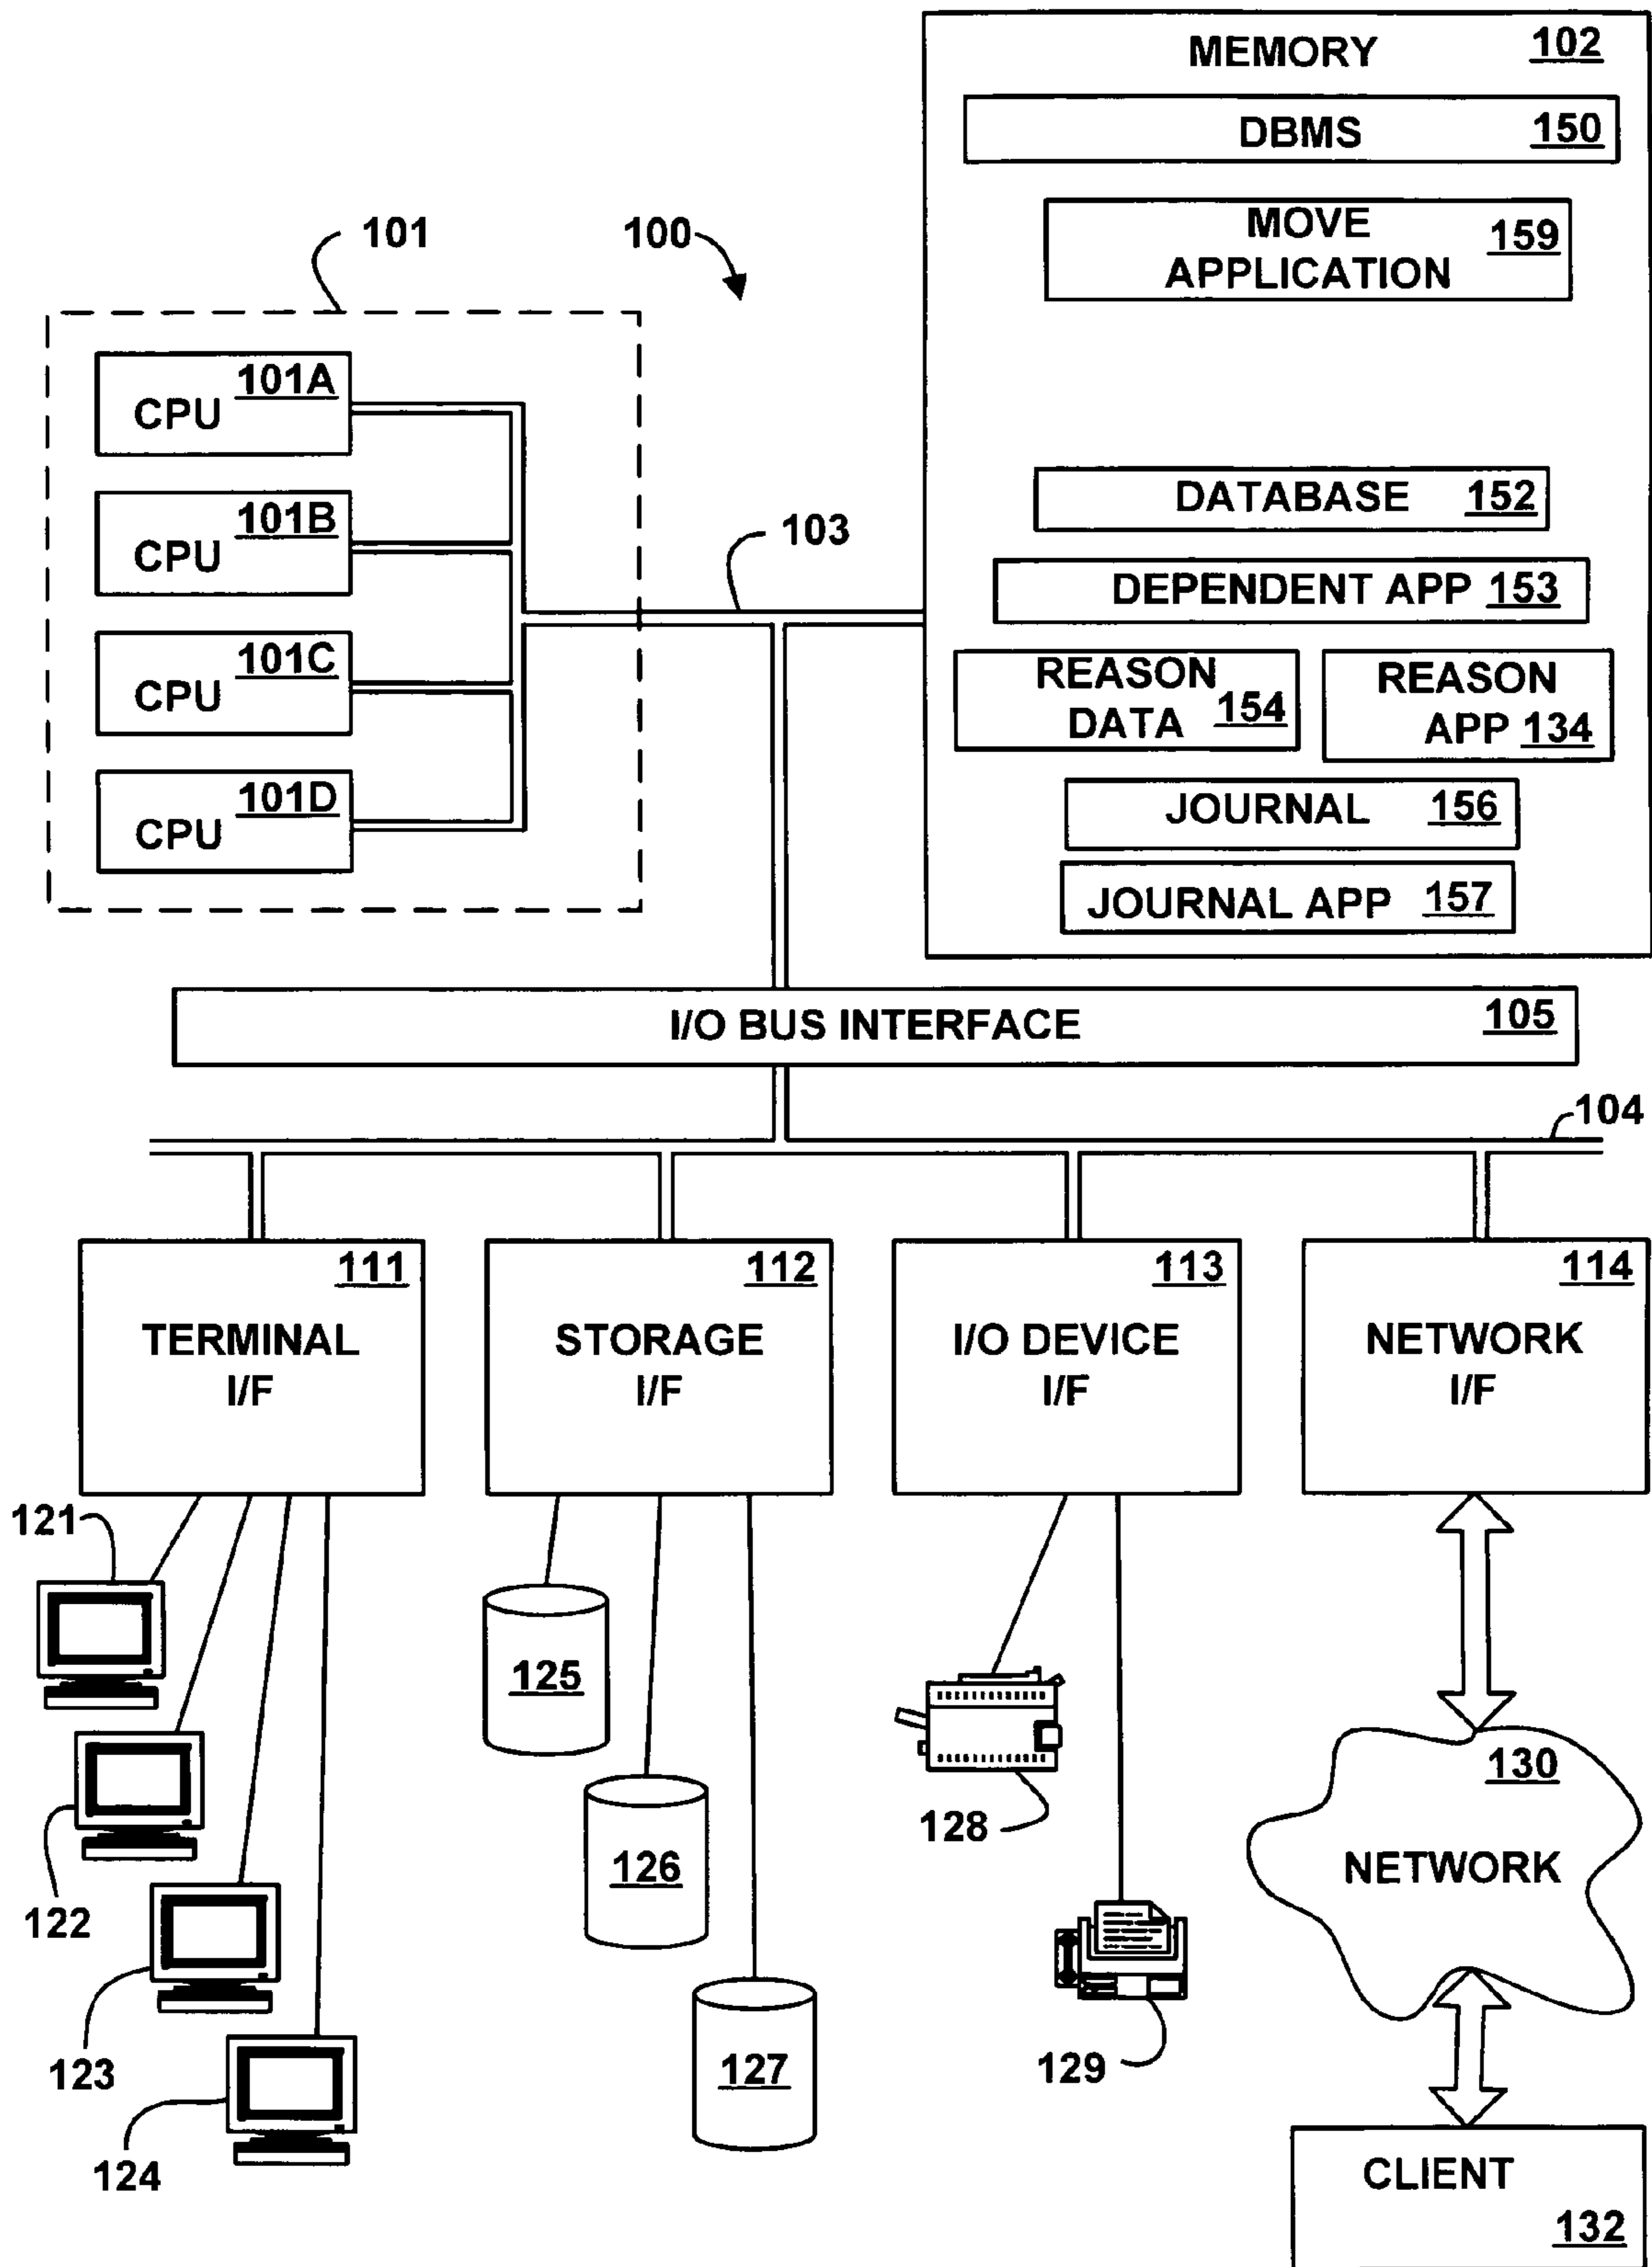 MEMORY 102
DBMS 150
MOVE 159
APPLICATION
101
100
CPU 101A
CPU 101B
CPU 101C
CPU 101D
103
DATABASE 152
DEPENDENT APP 153
REASON
DATA 154
REASON
APP 134
JOURNAL 156
JOURNAL APP 157
I/O BUS INTERFACE 105
104
111
TERMINAL
I/F
112
STORAGE
I/F
113
I/O DEVICE
I/F
114
NETWORK
I/F
121
122
123
124
125
126
127
128
129
130
NETWORK
CLIENT
132